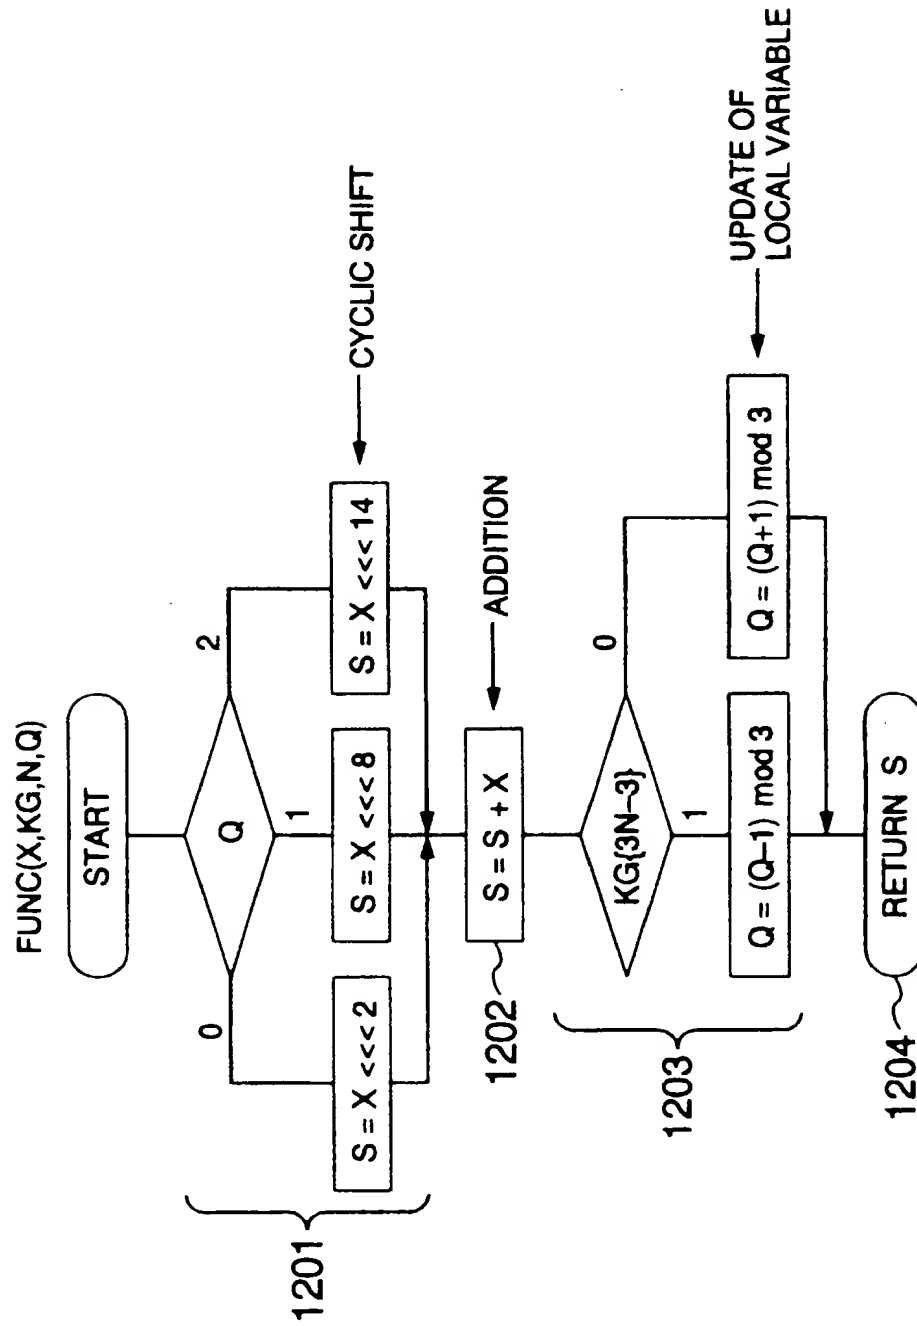 FUNC(X,KG,N,Q)
START
Q
0
1
2
S = X <<< 2
S = X <<< 8
S = X <<< 14
CYCLIC SHIFT
1201
S = S + X
ADDITION
1202
KG{3N–3}
1
0
Q = (Q–1) mod 3
Q = (Q+1) mod 3
UPDATE OF
LOCAL VARIABLE
1203
RETURN S
1204